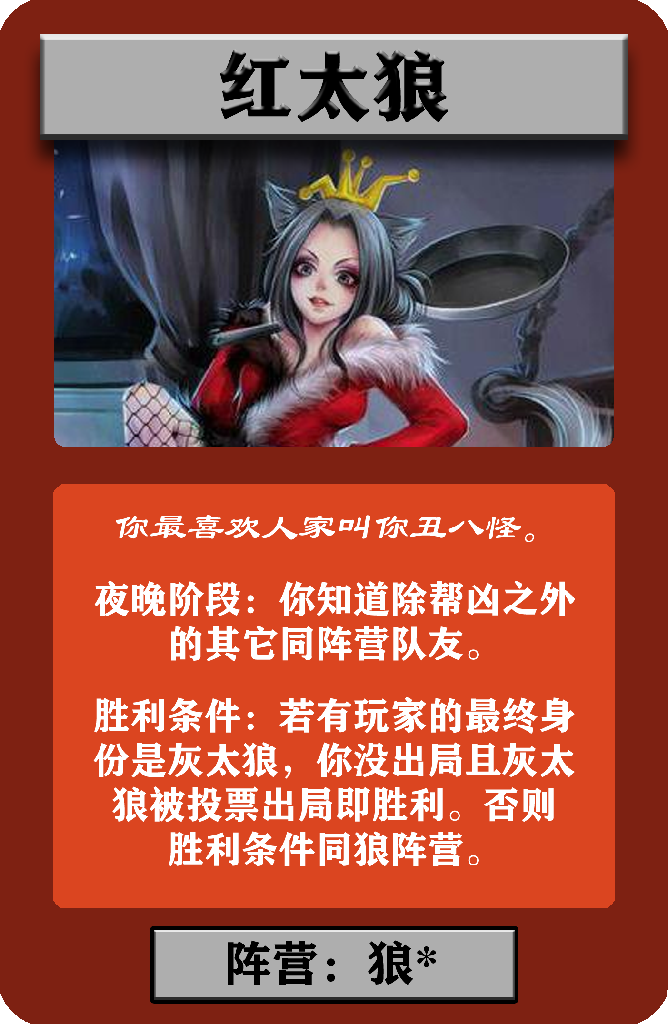 红太狼
你最喜欢人家叫你丑八怪。
夜晚阶段：你知道除帮凶之外
的其它同阵营队友。
胜利条件：若有玩家的最终身
份是灰太狼，你没出局且灰太
狼被投票出局即胜利。否则
胜利条件同狼阵营。
阵营：狼*